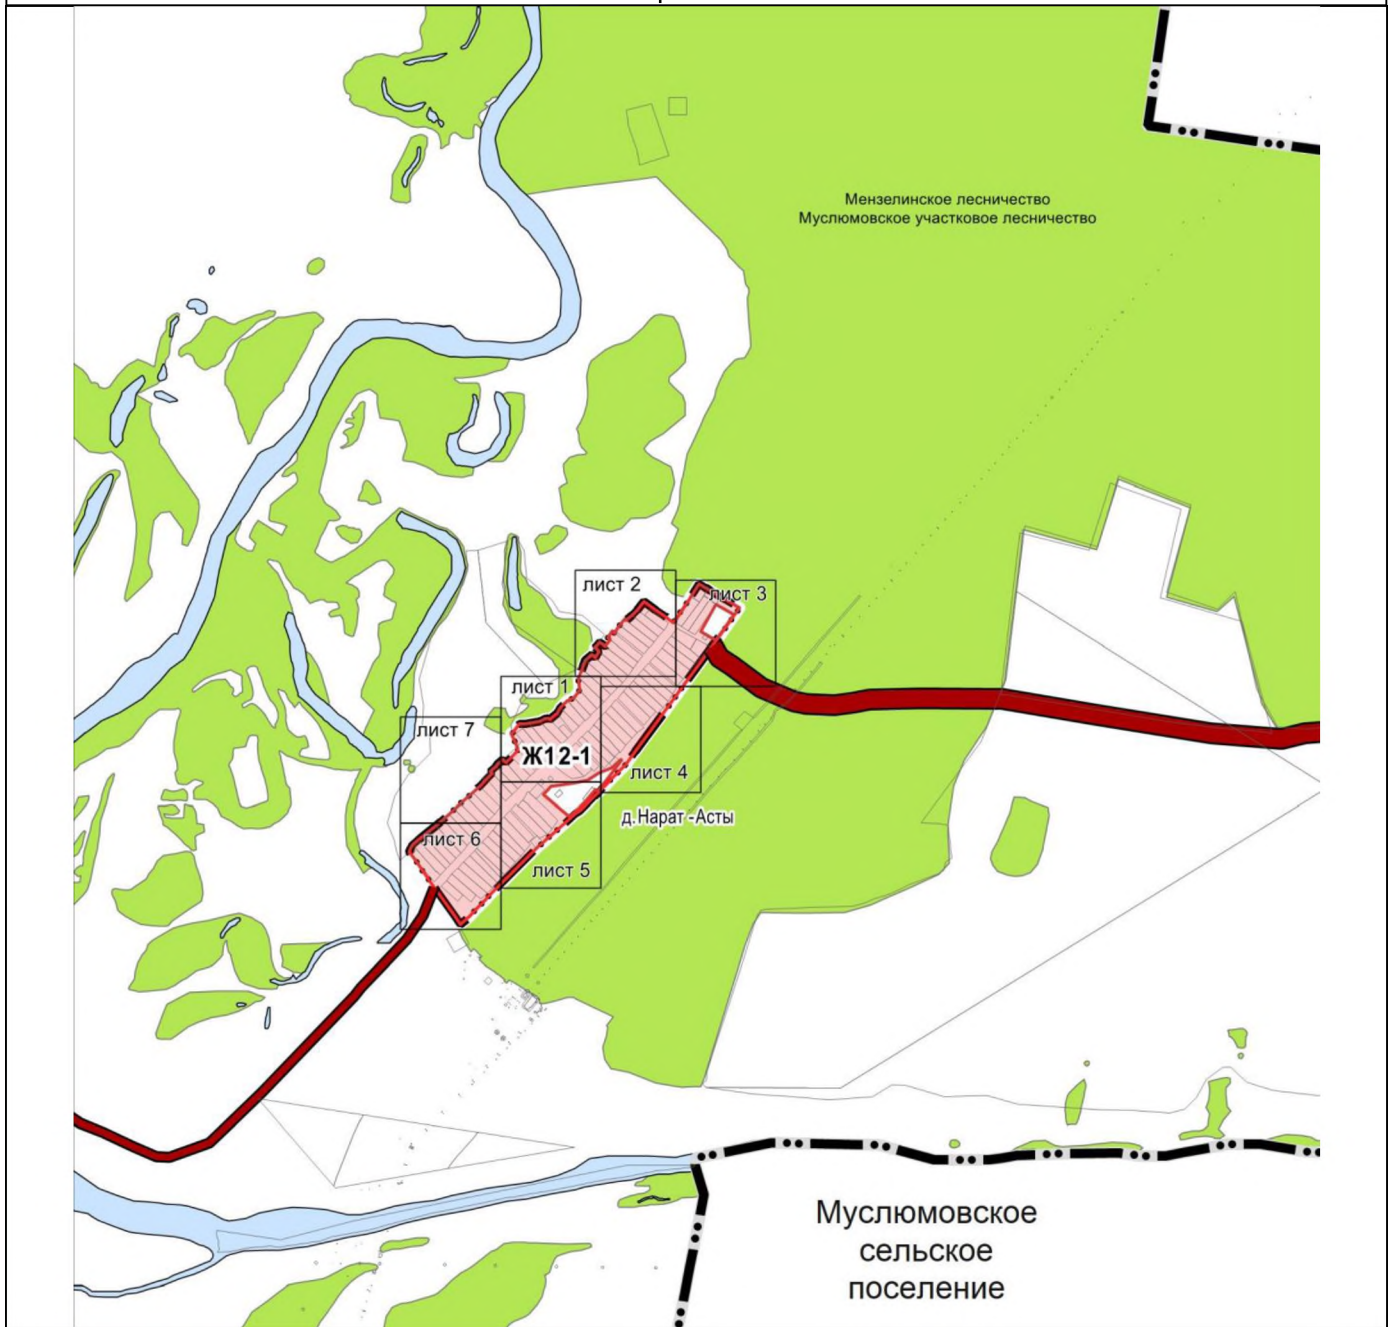 Мензелинское лесничество
Муслюмовское участковое лесничество
лист 2
лист 3
лист 1
лист 7
Ж12-1
лист 4
д.Нарат -Асты
лист 6
лист 5
Муслюмовское
сельское
поселение